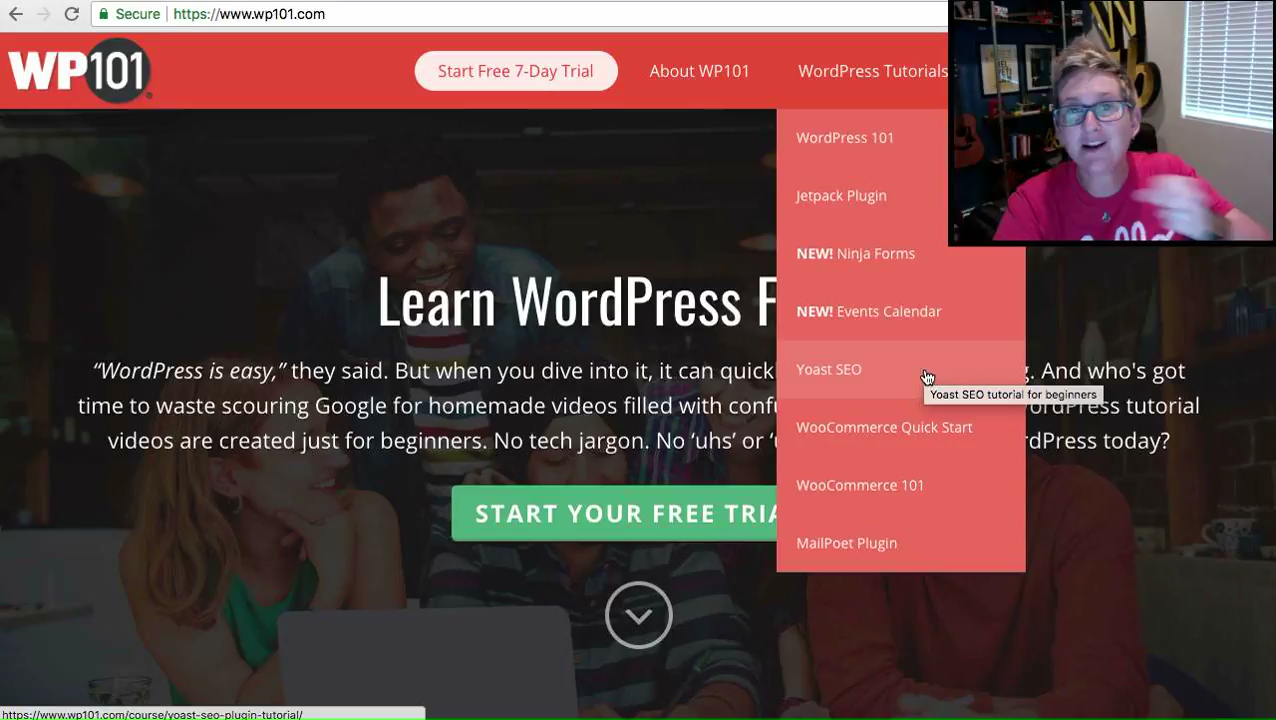 Secure https://www.wp101.com
WP101
Start Free 7-Day Trial
About WP101
WordPress Tutorials
WordPress 101
Jetpack Plugin
NEW! Ninja Forms
NEW! Events Calendar
Yoast SEO
Yoast SEO tutorial for beginners
WooCommerce Quick Start
WooCommerce 101
MailPoet Plugin
Learn WordPress F
“WordPress is easy,” they said. But when you dive into it, it can quick g. And who's got
time to waste scouring Google for homemade videos filled with conf rdPress tutorial
videos are created just for beginners. No tech jargon. No ‘uhs’ or ‘u rdPress today?
START YOUR FREE TRIA
https://www.wp101.com/course/yoast-seo-plugin-tutorial/